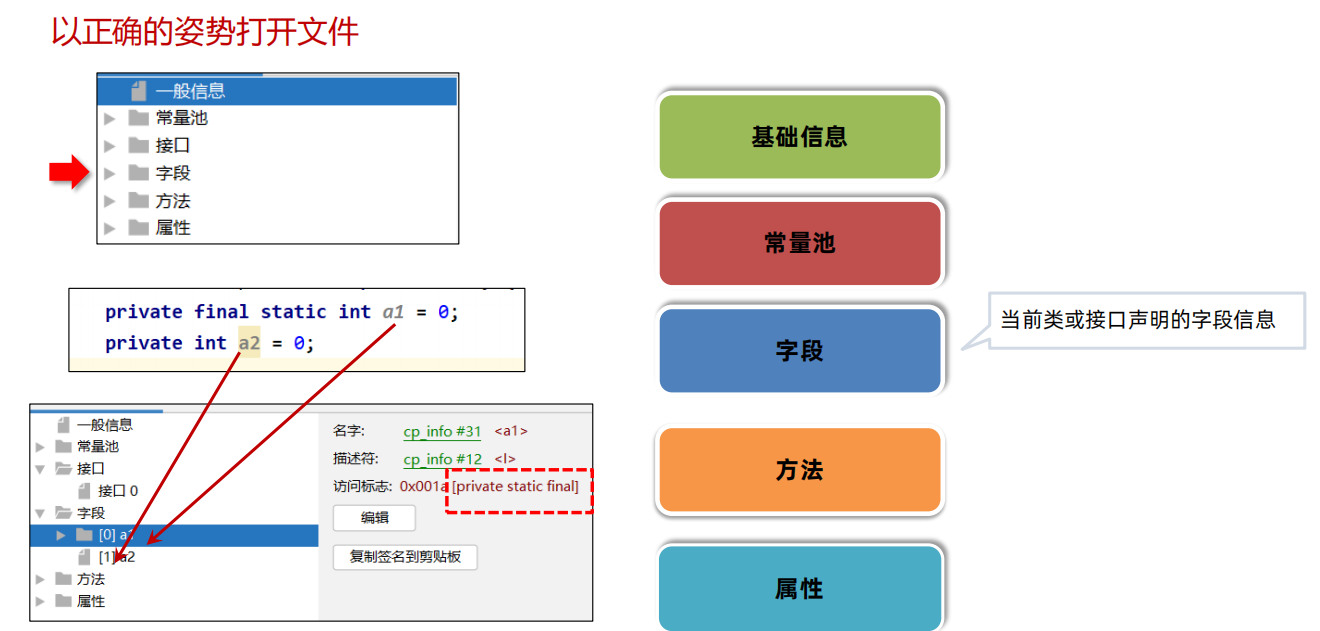 以正确的姿势打开文件
一般信息
常量池
接口
字段
方法
属性
private final static int a1 = 0;
private int a2 = 0;
一般信息
常量池
接口
接口 0
字段
[0] a1
[1] a2
方法
属性
名字: cp_info #31 <a1>
描述符: cp_info #12 <I>
访问标志: 0x001a [private static final]
编辑
复制签名到剪贴板
基础信息
常量池
字段
方法
属性
当前类或接口声明的字段信息